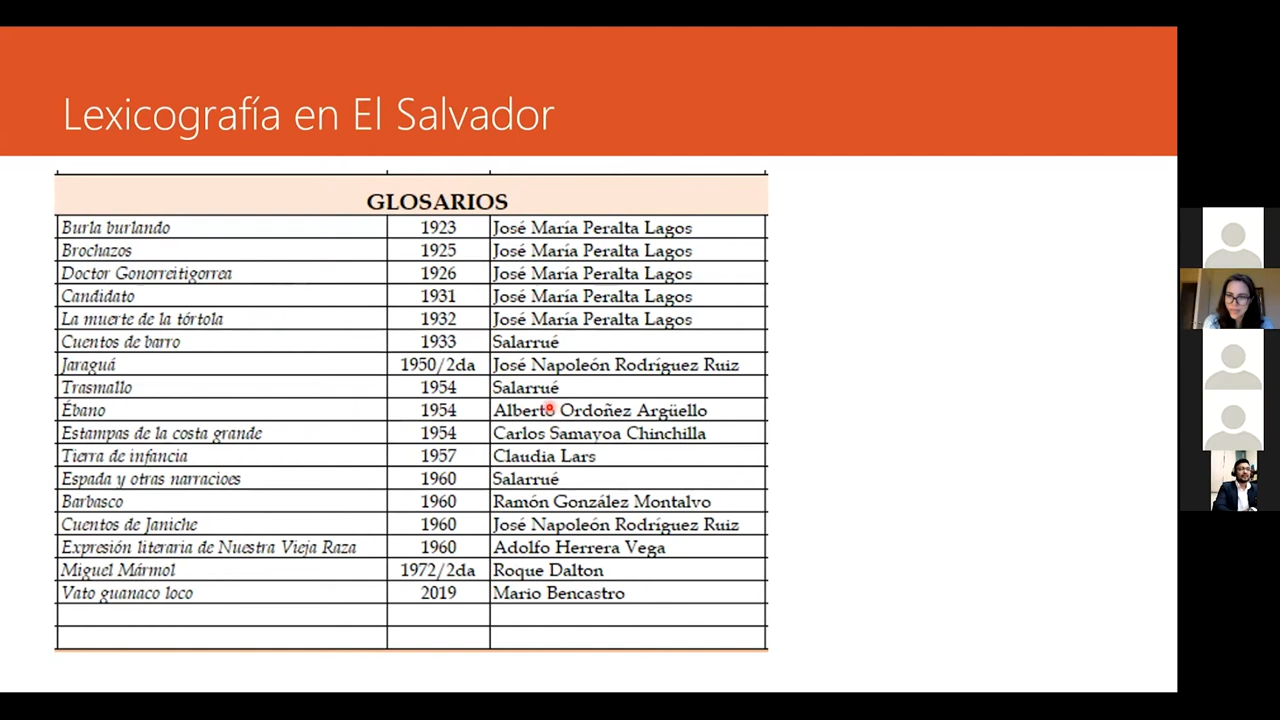 Lexicografía en El Salvador
GLOSARIOS
Burla burlando 1923 José María Peralta Lagos
Brochazos 1925 José María Peralta Lagos
Doctor Gonorreitigorrea 1926 José María Peralta Lagos
Candidato 1931 José María Peralta Lagos
La muerte de la tórtola 1932 José María Peralta Lagos
Cuentos de barro 1933 Salarrué
Jaraguá 1950/2da José Napoleón Rodríguez Ruiz
Trasmallo 1954 Salarrué
Ébano 1954 Alberto Ordoñez Argüello
Estampas de la costa grande 1954 Carlos Samayoa Chinchilla
Tierra de infancia 1957 Claudia Lars
Espada y otras narracioes 1960 Salarrué
Barbasco 1960 Ramón González Montalvo
Cuentos de Janiche 1960 José Napoleón Rodríguez Ruiz
Expresión literaria de Nuestra Vieja Raza 1960 Adolfo Herrera Vega
Miguel Mármol 1972/2da Roque Dalton
Vato guanaco loco 2019 Mario Bencastro